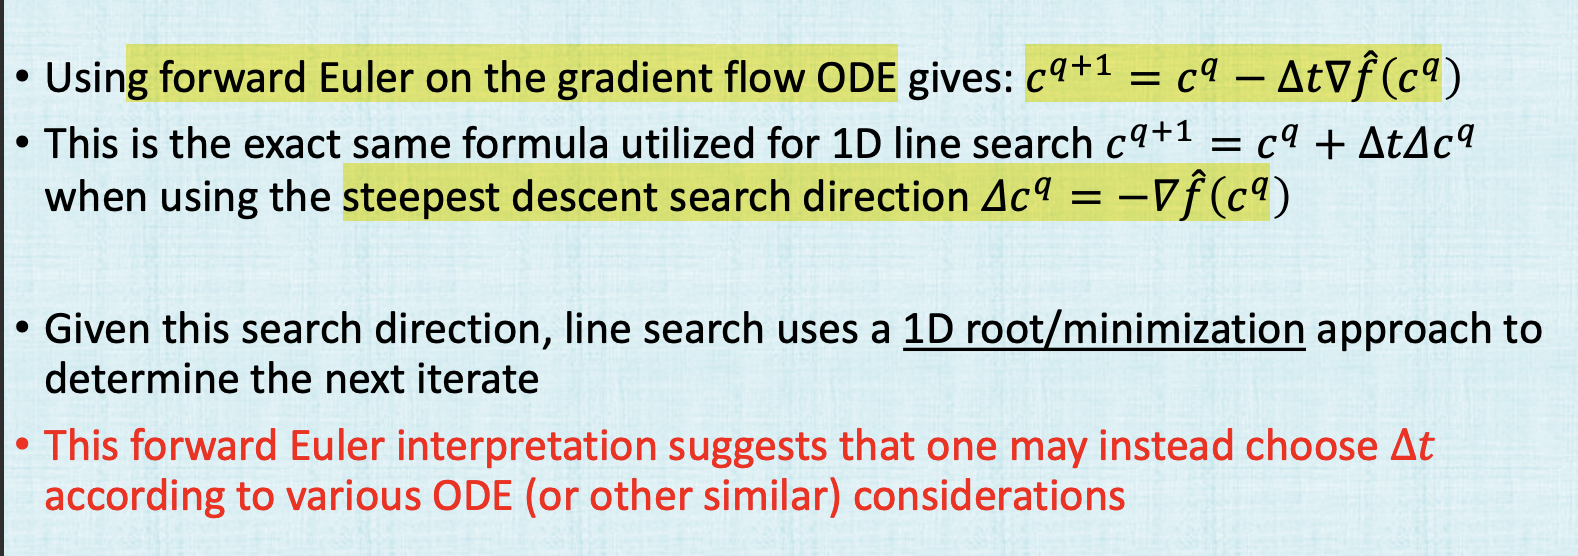 • Using forward Euler on the gradient flow ODE gives: $c^{q+1} = c^q - \Delta t \nabla \hat{f}(c^q)$
• This is the exact same formula utilized for 1D line search $c^{q+1} = c^q + \Delta t \Delta c^q$
when using the steepest descent search direction $\Delta c^q = -\nabla \hat{f}(c^q)$
• Given this search direction, line search uses a 1D root/minimization approach to
determine the next iterate
• This forward Euler interpretation suggests that one may instead choose $\Delta t$
according to various ODE (or other similar) considerations